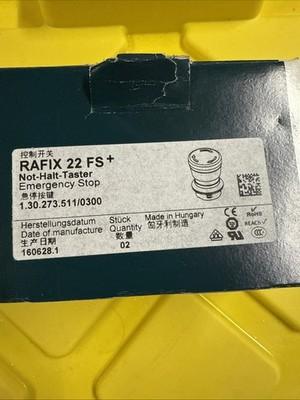 控制开关
RAFIX 22 FS+
Not-Halt-Taster
Emergency Stop
急停按键
1.30.273.511/0300
RoHS
REACH
Herstellungsdatum Stück Made in Hungary
Date of manufacture Quantity 匈牙利制造
生产日期 数量
160628.1 02